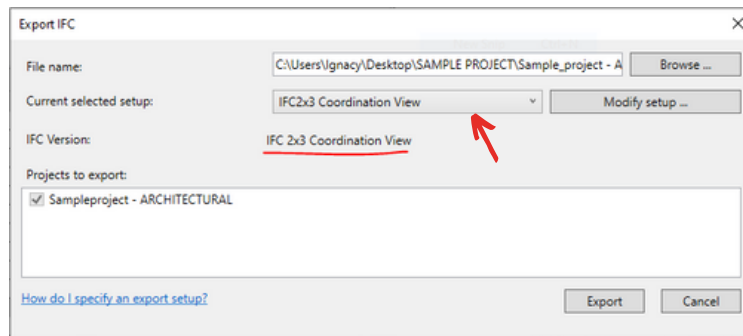 Export IFC
File name:
C:\Users\Ignacy\Desktop\SAMPLE PROJECT\Sample_project - A
Browse ...
Current selected setup:
IFC2x3 Coordination View
Modify setup ...
IFC Version:
IFC 2x3 Coordination View
Projects to export:
Sampleproject - ARCHITECTURAL
How do I specify an export setup?
Export
Cancel